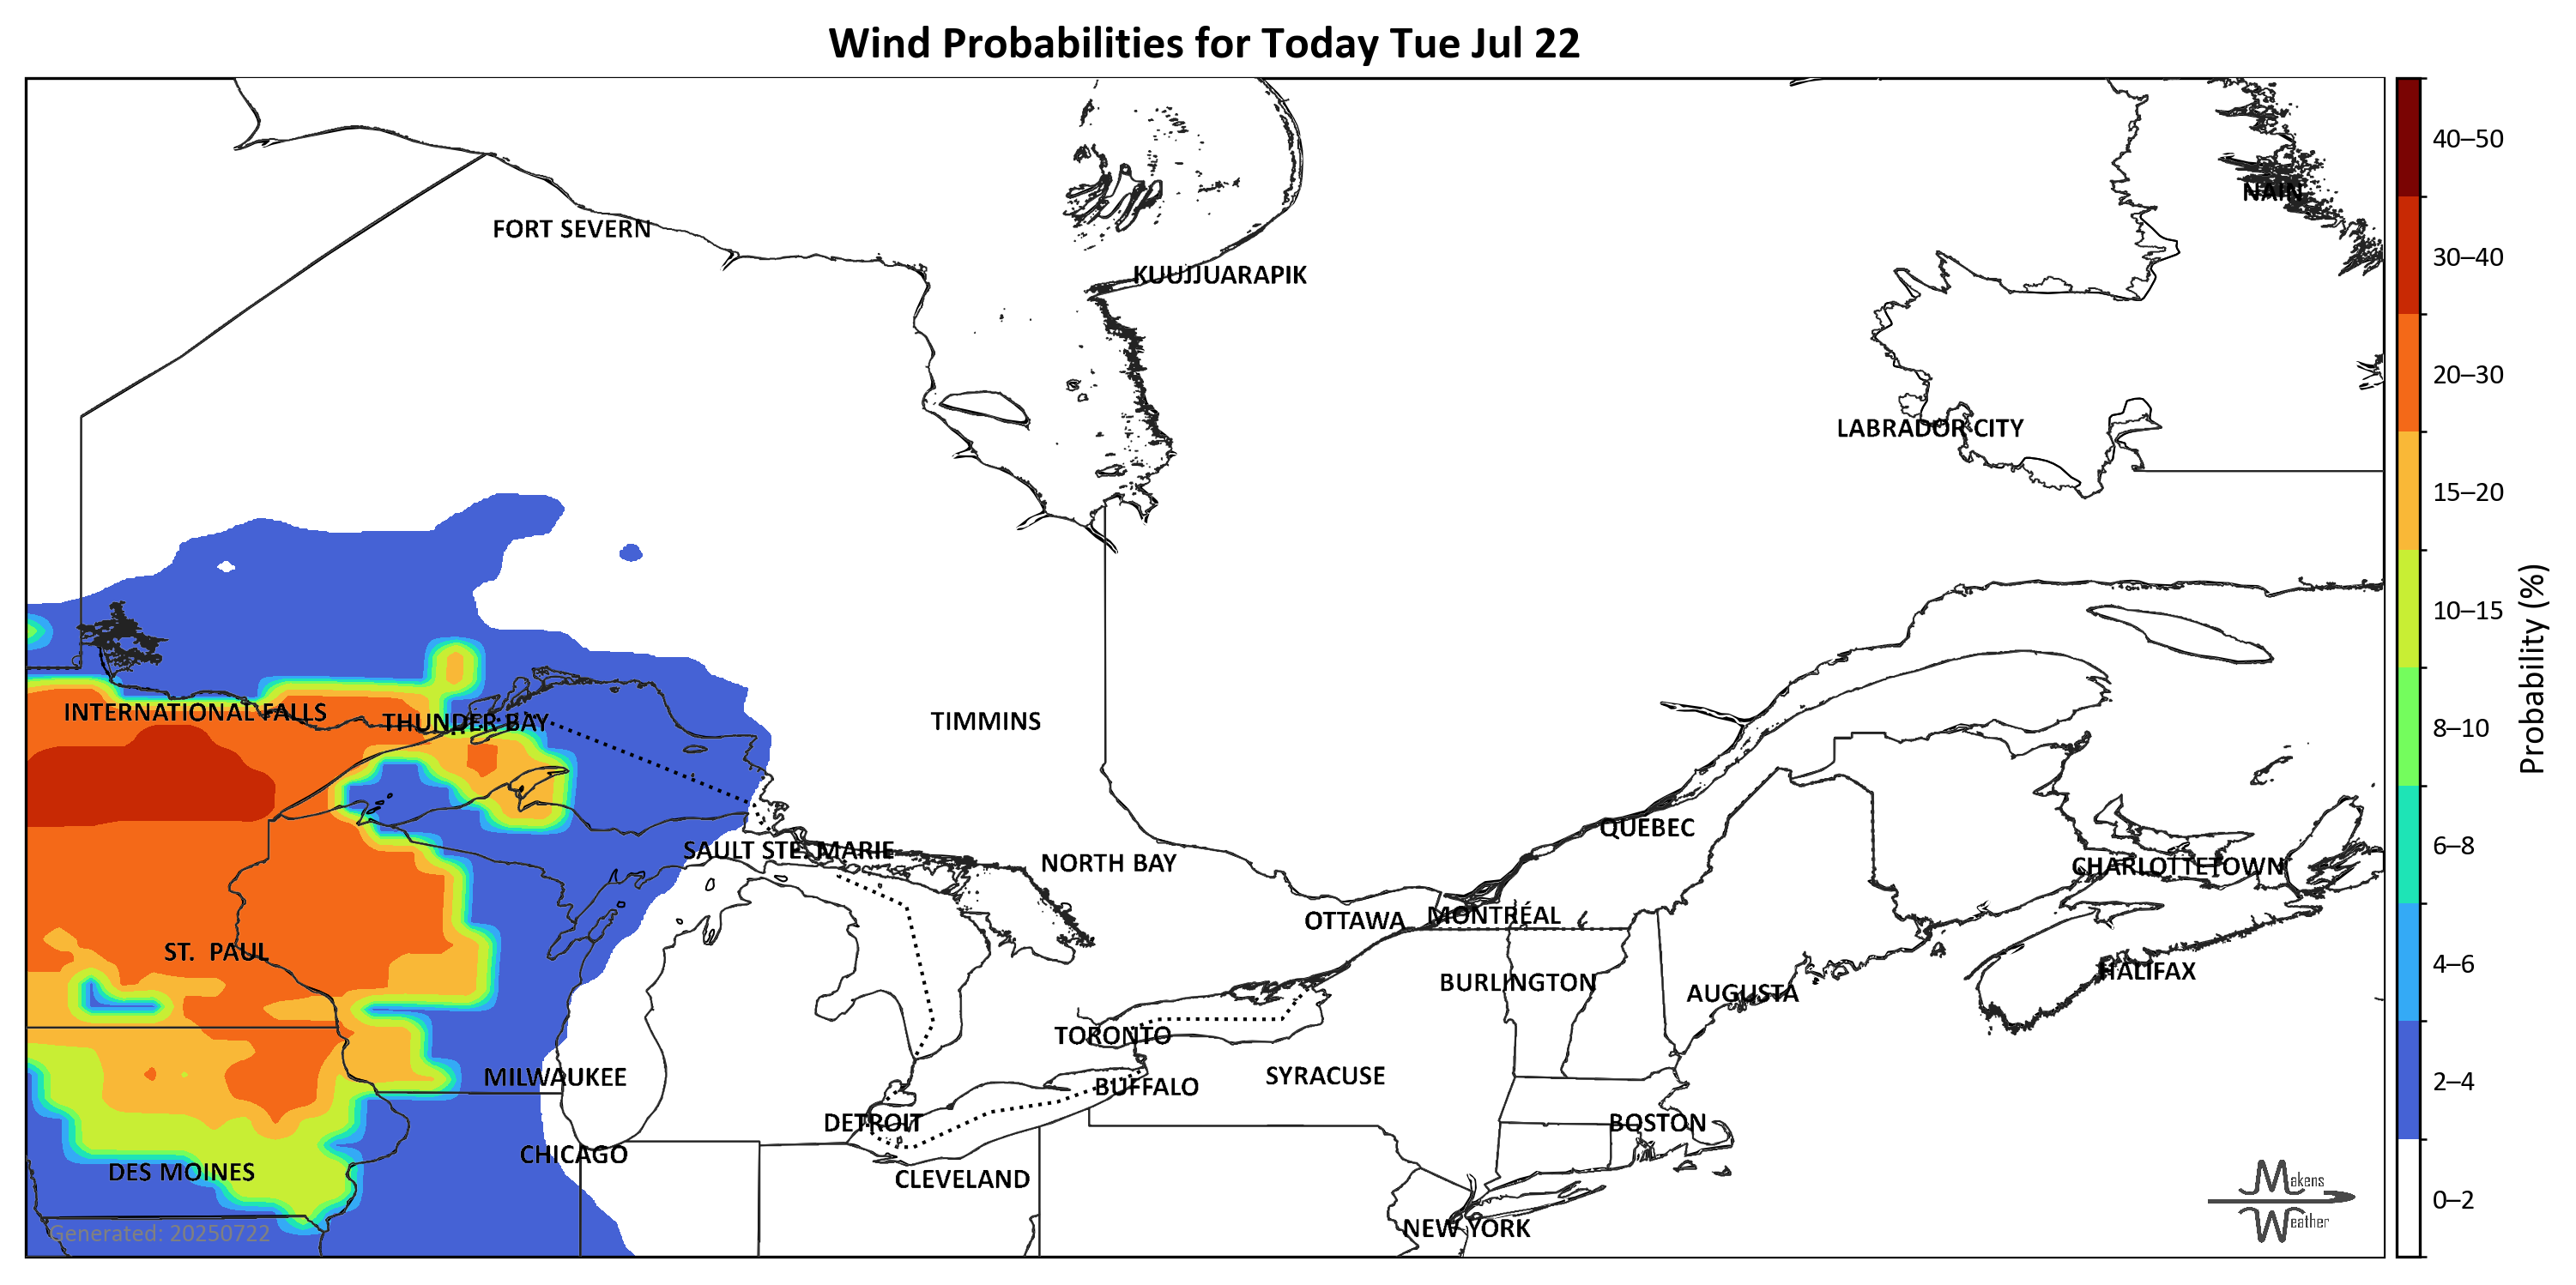 Wind Probabilities for Today Tue Jul 22
40–50
NAIN
FORT SEVERN
30–40
KUUJJUARAPIK
20–30
LABRADOR CITY
15–20
10–15
Probability (%)
INTERNATIONAL FALLS
THUNDER BAY
TIMMINS
8–10
QUEBEC
SAULT STE. MARIE
6–8
NORTH BAY
CHARLOTTETOWN
OTTAWA
MONTRÉAL
ST. PAUL
4–6
HALIFAX
BURLINGTON
AUGUSTA
TORONTO
MILWAUKEE
SYRACUSE
2–4
BUFFALO
DETROIT
BOSTON
CHICAGO
DES MOINES
CLEVELAND
Makens
Weather
0–2
NEW YORK
Generated: 20250722